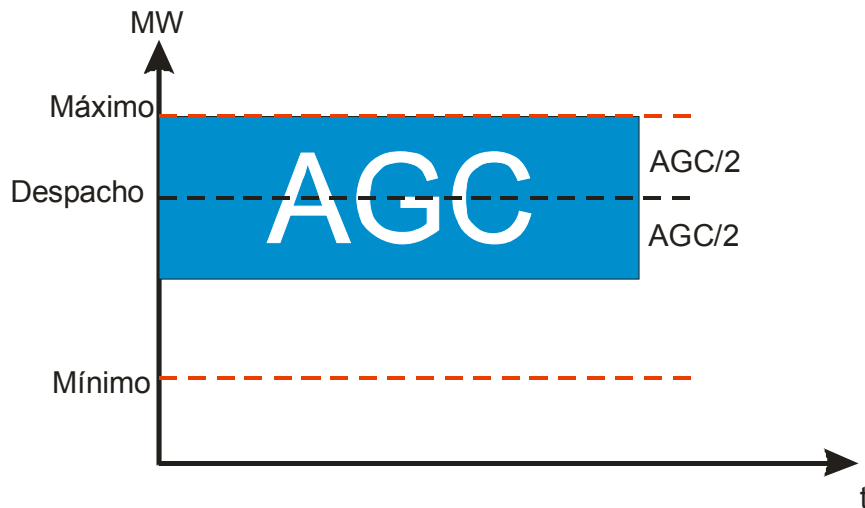 MW
Máximo
AGC
AGC/2
Despacho
AGC/2
Mínimo
t